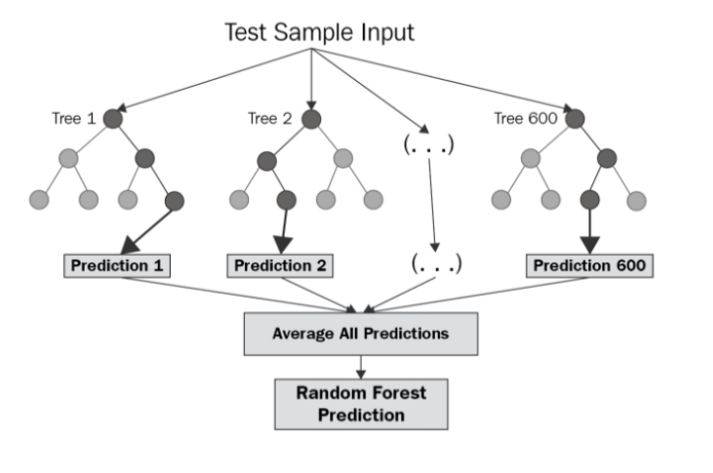 Test Sample Input
Tree 1
Tree 2
(. . .)
Tree 600
Prediction 1
Prediction 2
(. . .)
Prediction 600
Average All Predictions
Random Forest
Prediction